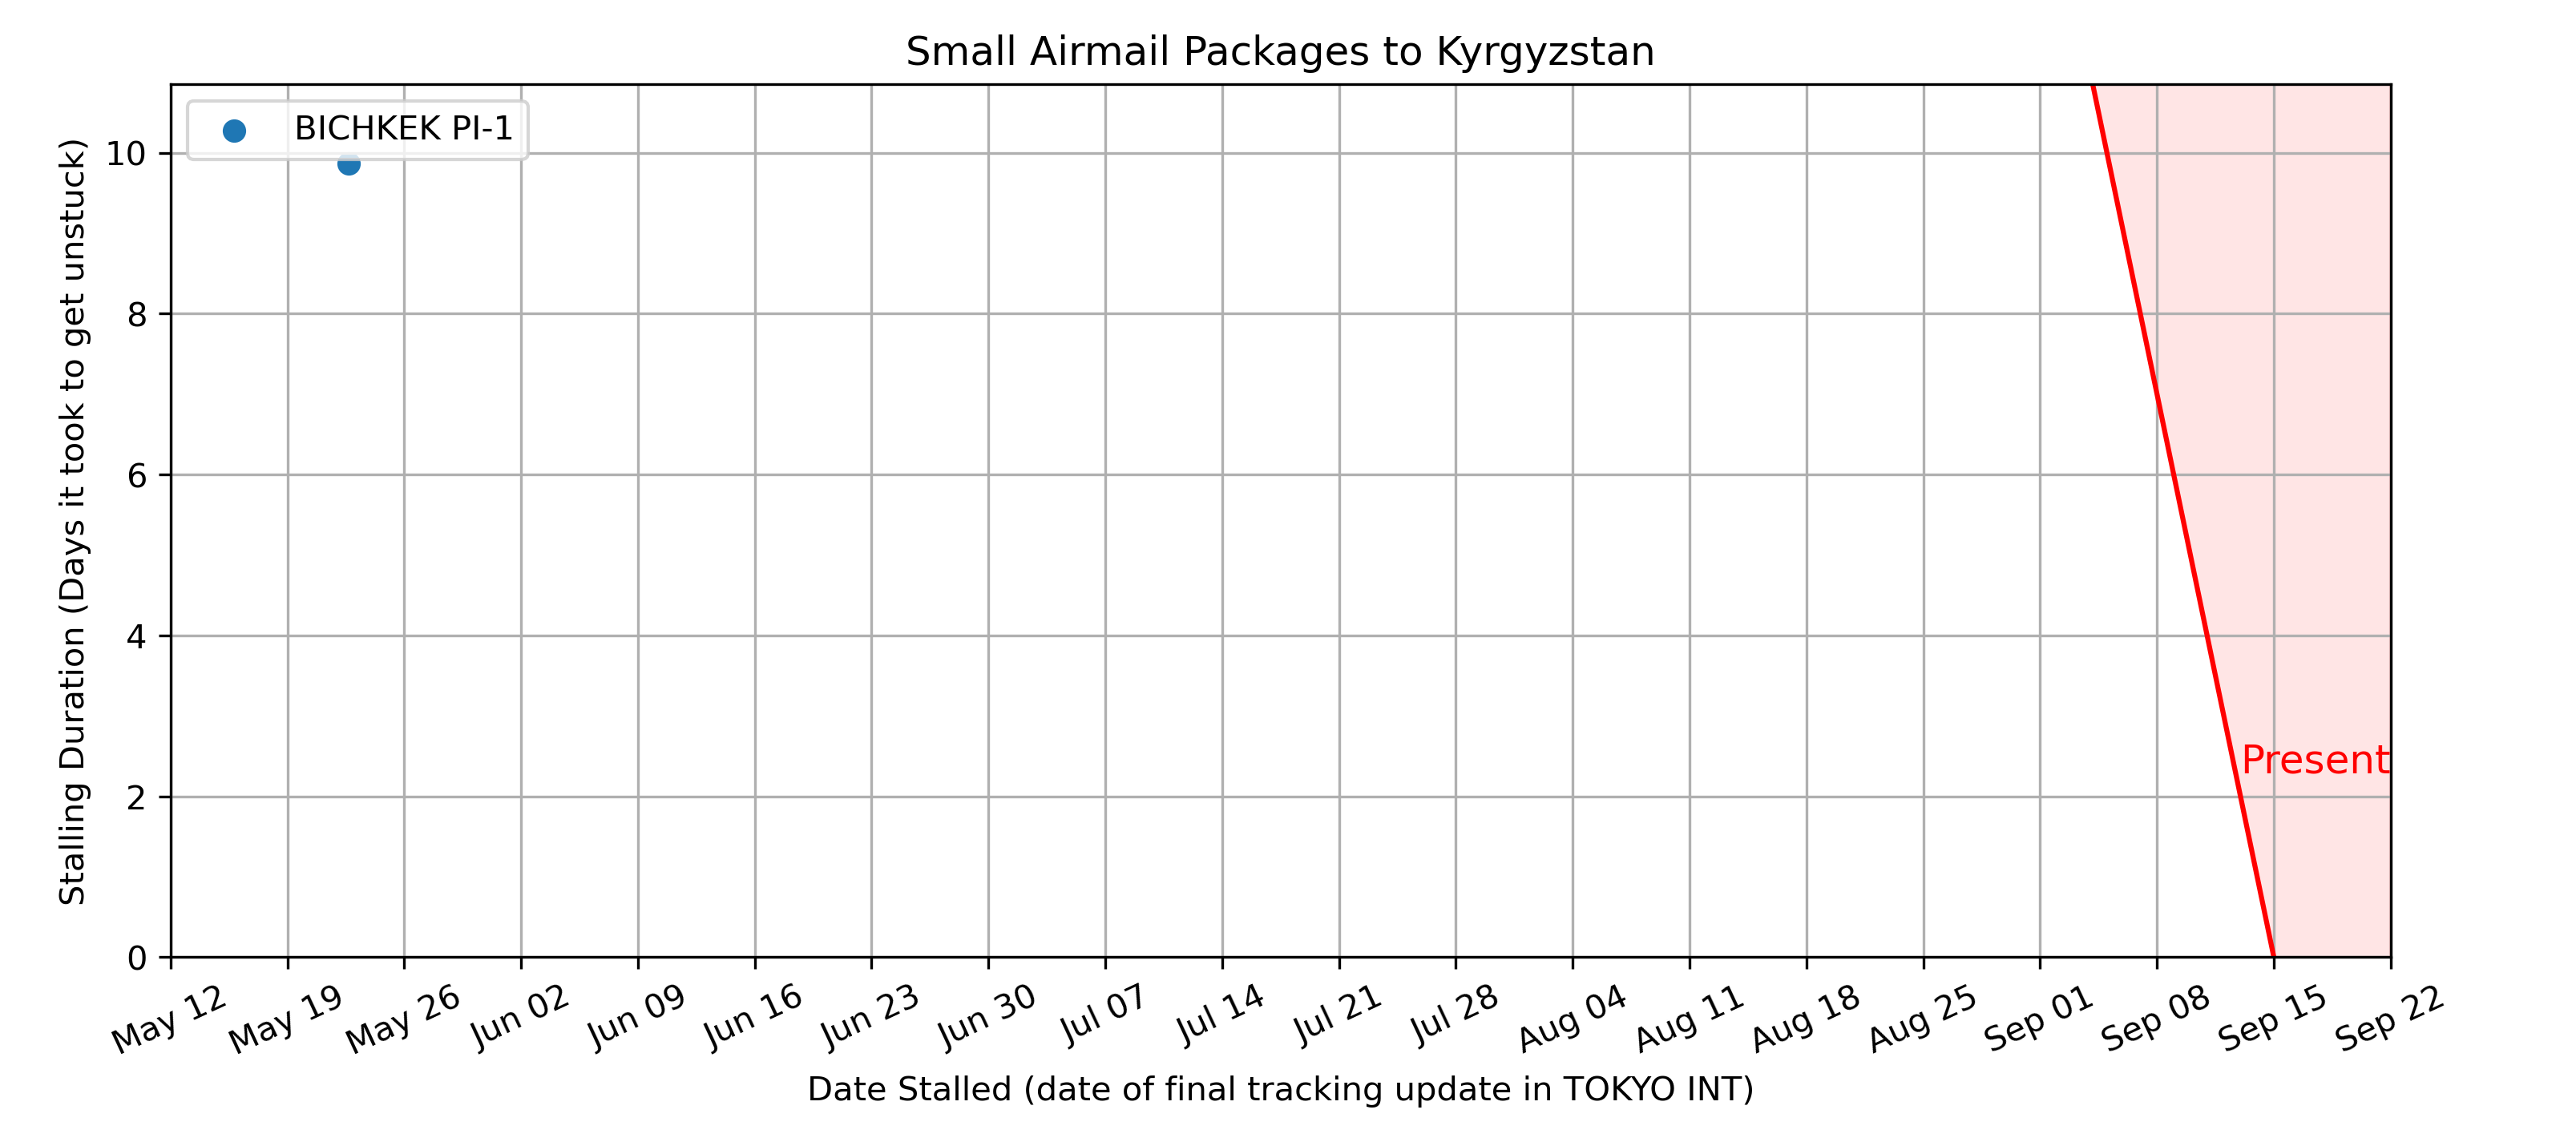 Small Airmail Packages to Kyrgyzstan
BICHKEK PI-1
Stalling Duration (Days it took to get unstuck)
10
8
6
4
2
0
Present
May 12 May 19 May 26 Jun 02 Jun 09 Jun 16 Jun 23 Jun 30 Jul 07 Jul 14 Jul 21 Jul 28 Aug 04 Aug 11 Aug 18 Aug 25 Sep 01 Sep 08 Sep 15 Sep 22
Date Stalled (date of final tracking update in TOKYO INT)